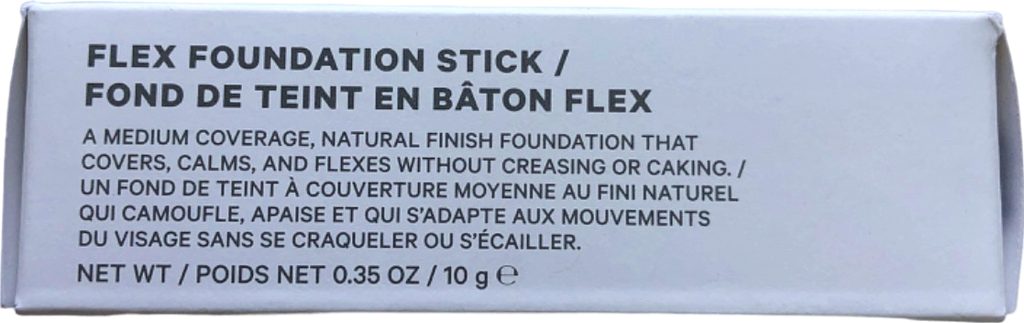 FLEX FOUNDATION STICK /
FOND DE TEINT EN BÂTON FLEX
A MEDIUM COVERAGE, NATURAL FINISH FOUNDATION THAT
COVERS, CALMS, AND FLEXES WITHOUT CREASING OR CAKING. /
UN FOND DE TEINT À COUVERTURE MOYENNE AU FINI NATUREL
QUI CAMOUFLE, APAISE ET QUI S'ADAPTE AUX MOUVEMENTS
DU VISAGE SANS SE CRAQUELER OU S'ÉCAILLER.
NET WT / POIDS NET 0.35 OZ / 10 g ℮